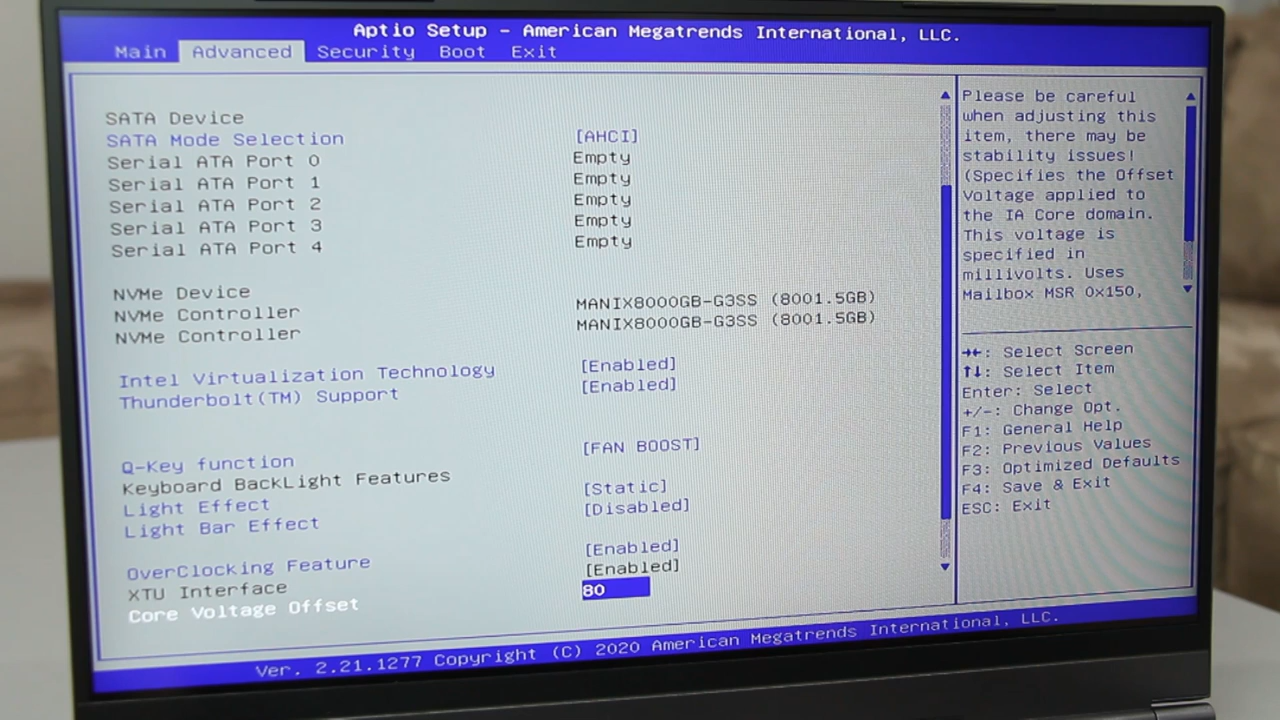 Aptio Setup - American Megatrends International, LLC.
Main Advanced Security Boot Exit
SATA Device
SATA Mode Selection [AHCI]
Serial ATA Port 0 Empty
Serial ATA Port 1 Empty
Serial ATA Port 2 Empty
Serial ATA Port 3 Empty
Serial ATA Port 4 Empty
NVMe Device
NVMe Controller MANIX8000GB-G3SS (8001.5GB)
NVMe Controller MANIX8000GB-G3SS (8001.5GB)
Intel Virtualization Technology [Enabled]
Thunderbolt(TM) Support [Enabled]
Q-Key function [FAN BOOST]
Keyboard BackLight Features
Light Effect [Static]
Light Bar Effect [Disabled]
OverClocking Feature [Enabled]
XTU Interface [Enabled]
Core Voltage Offset 80
Please be careful
when adjusting this
item, there may be
stability issues!
(Specifies the Offset
Voltage applied to
the IA Core domain.
This voltage is
specified in
millivolts. Uses
Mailbox MSR 0x150,
→←: Select Screen
↑↓: Select Item
Enter: Select
+/-: Change Opt.
F1: General Help
F2: Previous Values
F3: Optimized Defaults
F4: Save & Exit
ESC: Exit
Ver. 2.21.1277 Copyright (C) 2020 American Megatrends International, LLC.